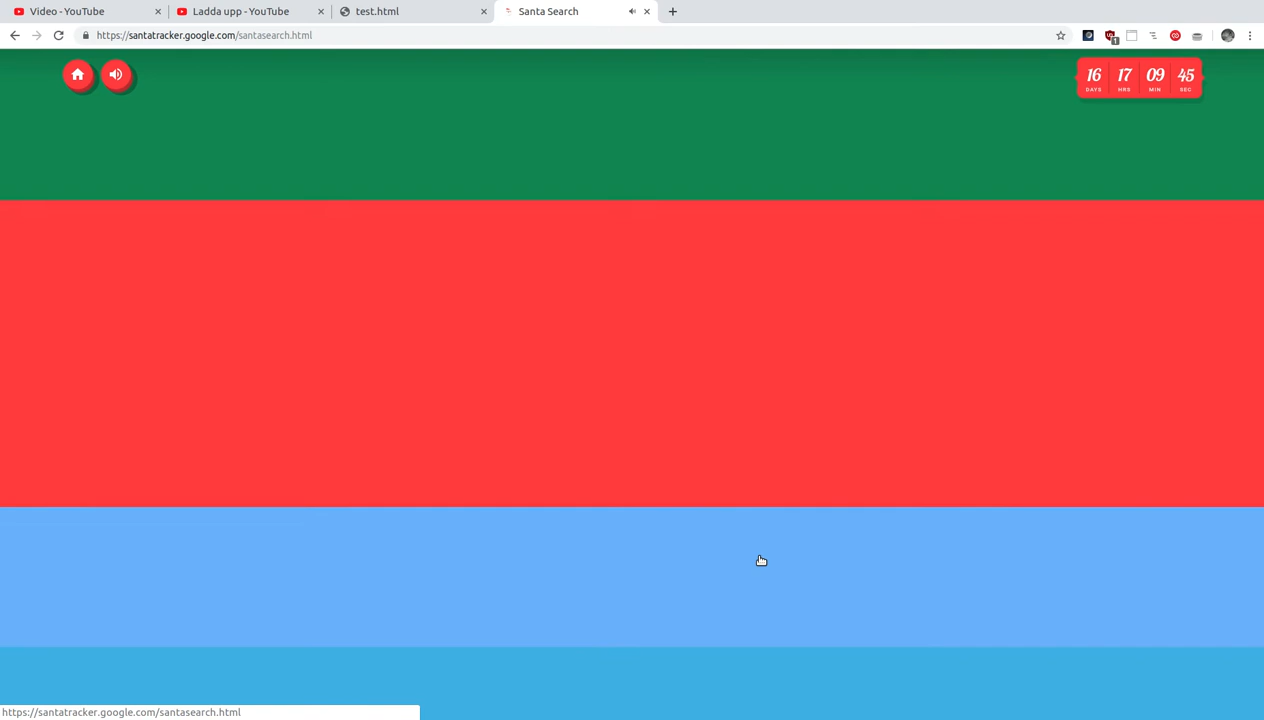 Video - YouTube
Ladda upp - YouTube
test.html
Santa Search
https://santatracker.google.com/santasearch.html
1
16 17 09 45
DAYS HRS MIN SEC
https://santatracker.google.com/santasearch.html